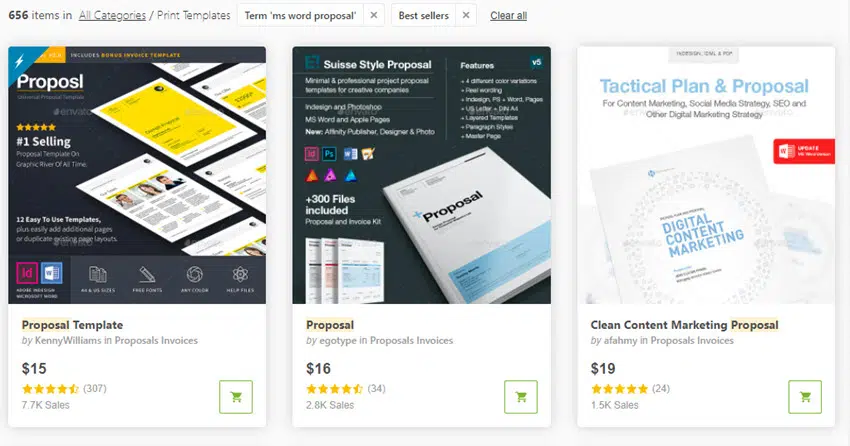 656 items in All Categories / Print Templates Term 'ms word proposal' ✕ Best sellers ✕ Clear all
INCLUDES BONUS INVOICE TEMPLATE
Proposl
Universal Proposal Template
#1 Selling
Proposal Template On
Graphic River Of All Time.
12 Easy To Use Templates,
plus easily add additional pages
or duplicate existing page layouts.
Id W
ADOBE INDESIGN
MICROSOFT WORD
A4 & US SIZES
FREE FONTS
ANY COLOR
HELP FILES
Proposal Template
by KennyWilliams in Proposals Invoices
$15
(307)
7.7K Sales
Suisse Style Proposal
v5
Minimal & professional project proposal
templates for creative companies
Indesign and Photoshop
MS Word and Apple Pages
New: Affinity Publisher, Designer & Photo
Features
+ 4 different color variations
+ Real wording
+ Indesign, PS + Word, Pages
+ US Letter + DIN A4
+ Layered Templates
+ Paragraph Styles
+ Master Page
Id Ps W
+300 Files
included
Proposal and Invoice Kit
+Proposal
envato
Proposal
by egotype in Proposals Invoices
$16
(34)
2.8K Sales
INDESIGN, IDML & PDF
Tactical Plan & Proposal
For Content Marketing, Social Media Strategy, SEO and
Other Digital Marketing Strategy
UPDATE
MS Word Version
DIGITAL
CONTENT
MARKETING
envato
Clean Content Marketing Proposal
by afahmy in Proposals Invoices
$19
(24)
1.5K Sales